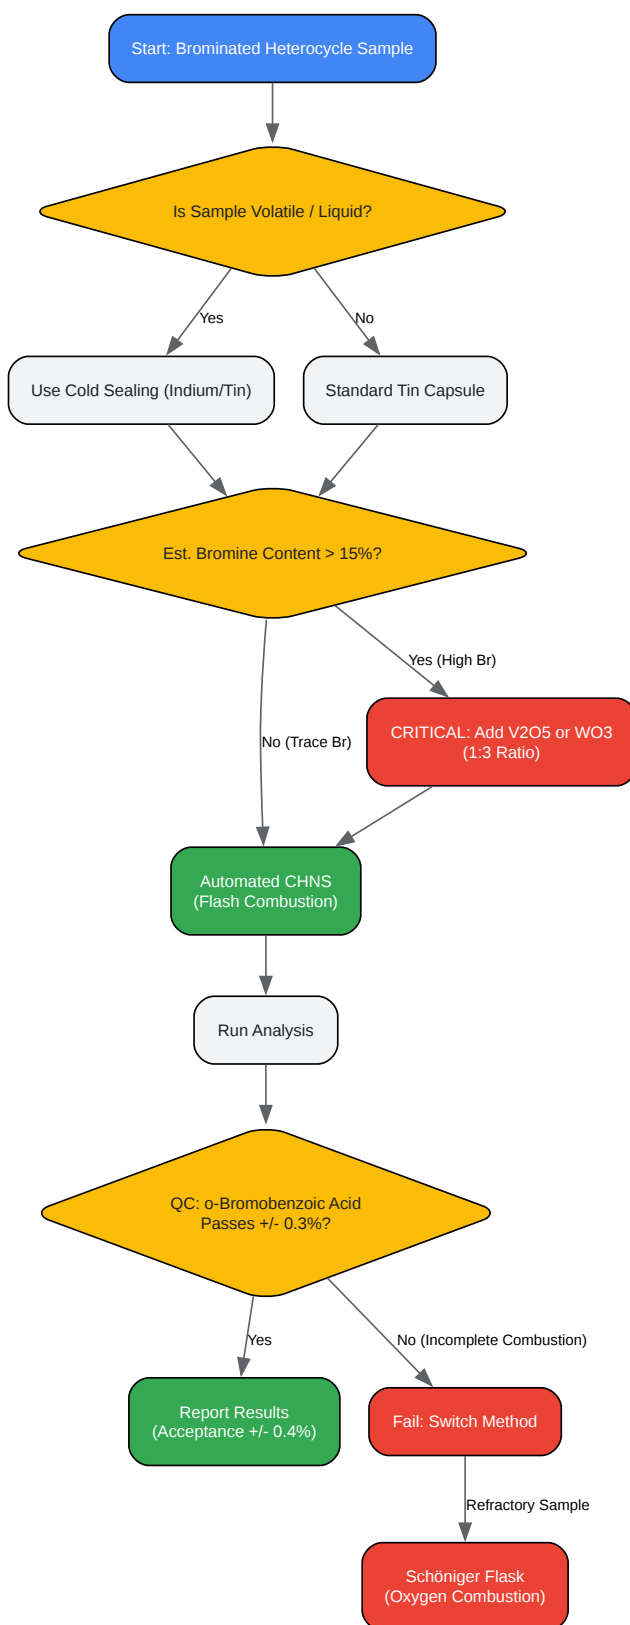 Start: Brominated Heterocycle Sample
Is Sample Volatile / Liquid?
Yes
No
Use Cold Sealing (Indium/Tin)
Standard Tin Capsule
Est. Bromine Content > 15%?
Yes (High Br)
No (Trace Br)
CRITICAL: Add V2O5 or WO3
(1:3 Ratio)
Automated CHNS
(Flash Combustion)
Run Analysis
QC: o-Bromobenzoic Acid
Passes +/- 0.3%?
Yes
No (Incomplete Combustion)
Report Results
(Acceptance +/- 0.4%)
Fail: Switch Method
Refractory Sample
Schöniger Flask
(Oxygen Combustion)